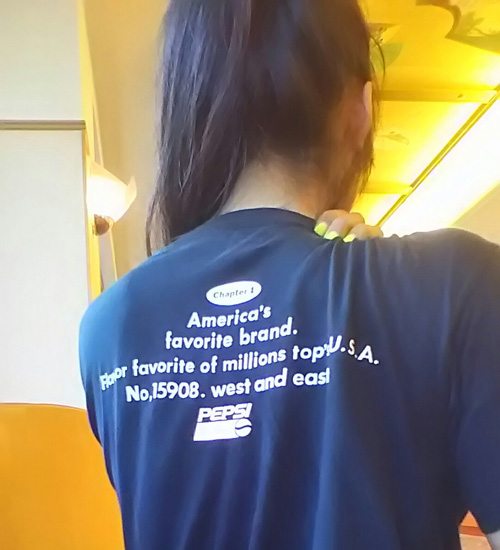 Chapter 1
America's
favorite brand.
Flavor favorite of millions top, U.S.A.
No,15908. west and east
PEPSI